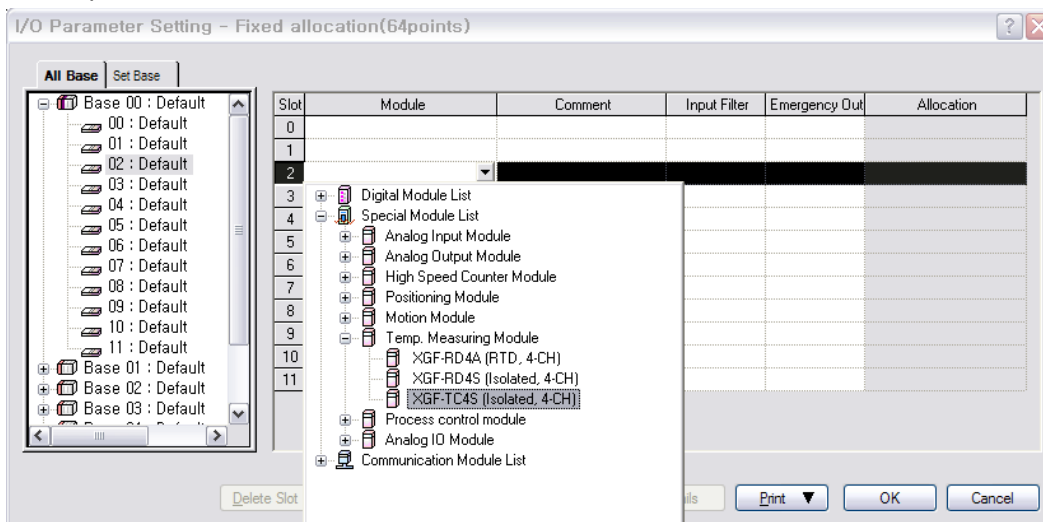 I/O Parameter Setting - Fixed allocation(64points)
All Base Set Base
Base 00 : Default
00 : Default
01 : Default
02 : Default
03 : Default
04 : Default
05 : Default
06 : Default
07 : Default
08 : Default
09 : Default
10 : Default
11 : Default
Base 01 : Default
Base 02 : Default
Base 03 : Default
Slot Module Comment Input Filter Emergency Out Allocation
0
1
2
3
4
5
6
7
8
9
10
11
Digital Module List
Special Module List
Analog Input Module
Analog Output Module
High Speed Counter Module
Positioning Module
Motion Module
Temp. Measuring Module
XGF-RD4A (RTD, 4-CH)
XGF-RD4S (Isolated, 4-CH)
XGF-TC4S (Isolated, 4-CH)
Process control module
Analog IO Module
Communication Module List
Delete Slot ils Print ▼ OK Cancel